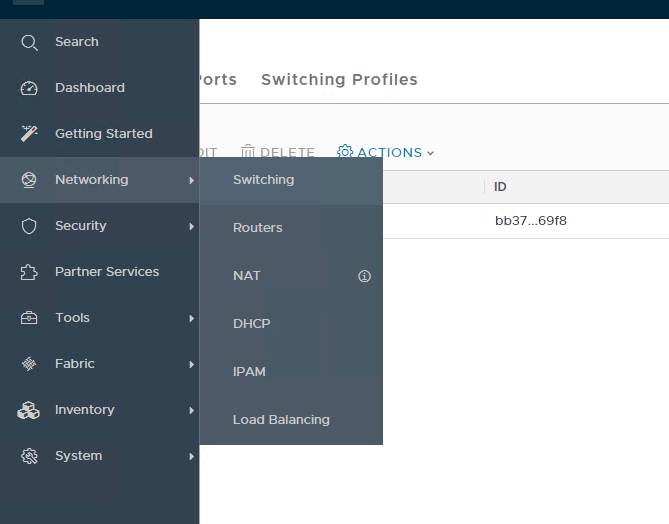 Search
Dashboard
Ports Switching Profiles
Getting Started
DELETE ACTIONS
Networking
Switching
ID
Security
Routers
bb37...69f8
Partner Services
NAT
Tools
DHCP
Fabric
IPAM
Inventory
Load Balancing
System